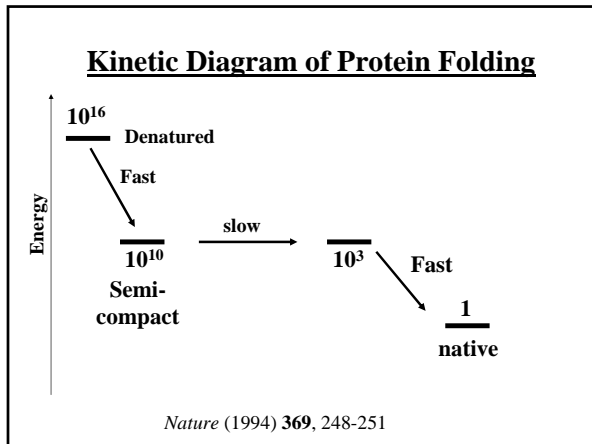 Kinetic Diagram of Protein Folding
Energy
10¹⁶
Denatured
Fast
slow
10¹⁰
Semi-
compact
10³
Fast
1
native
Nature (1994) 369, 248-251